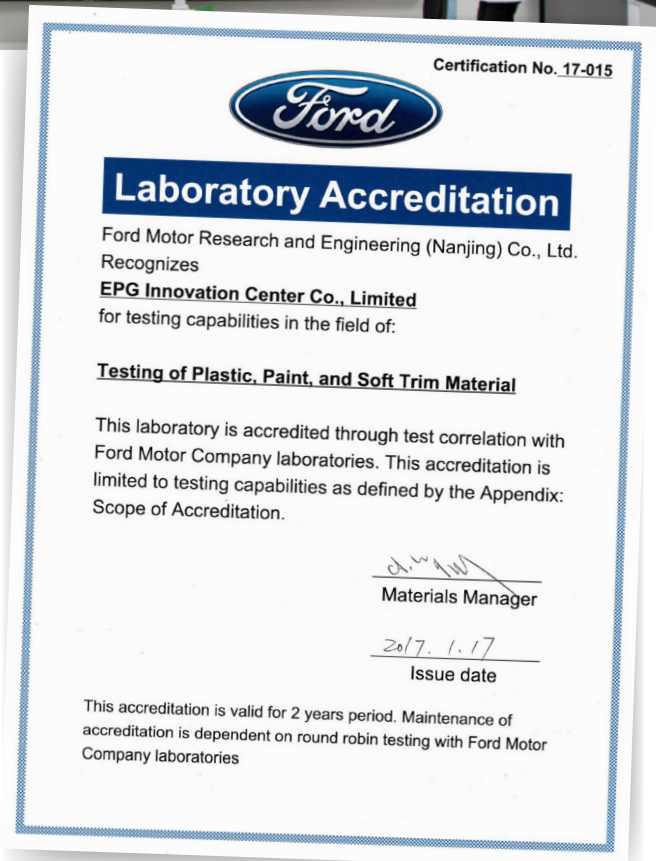 Certification No. 17-015
Ford
Laboratory Accreditation
Ford Motor Research and Engineering (Nanjing) Co., Ltd.
Recognizes
EPG Innovation Center Co., Limited
for testing capabilities in the field of:
Testing of Plastic, Paint, and Soft Trim Material
This laboratory is accredited through test correlation with
Ford Motor Company laboratories. This accreditation is
limited to testing capabilities as defined by the Appendix:
Scope of Accreditation.
Materials Manager
2017. 1. 17
Issue date
This accreditation is valid for 2 years period. Maintenance of
accreditation is dependent on round robin testing with Ford Motor
Company laboratories